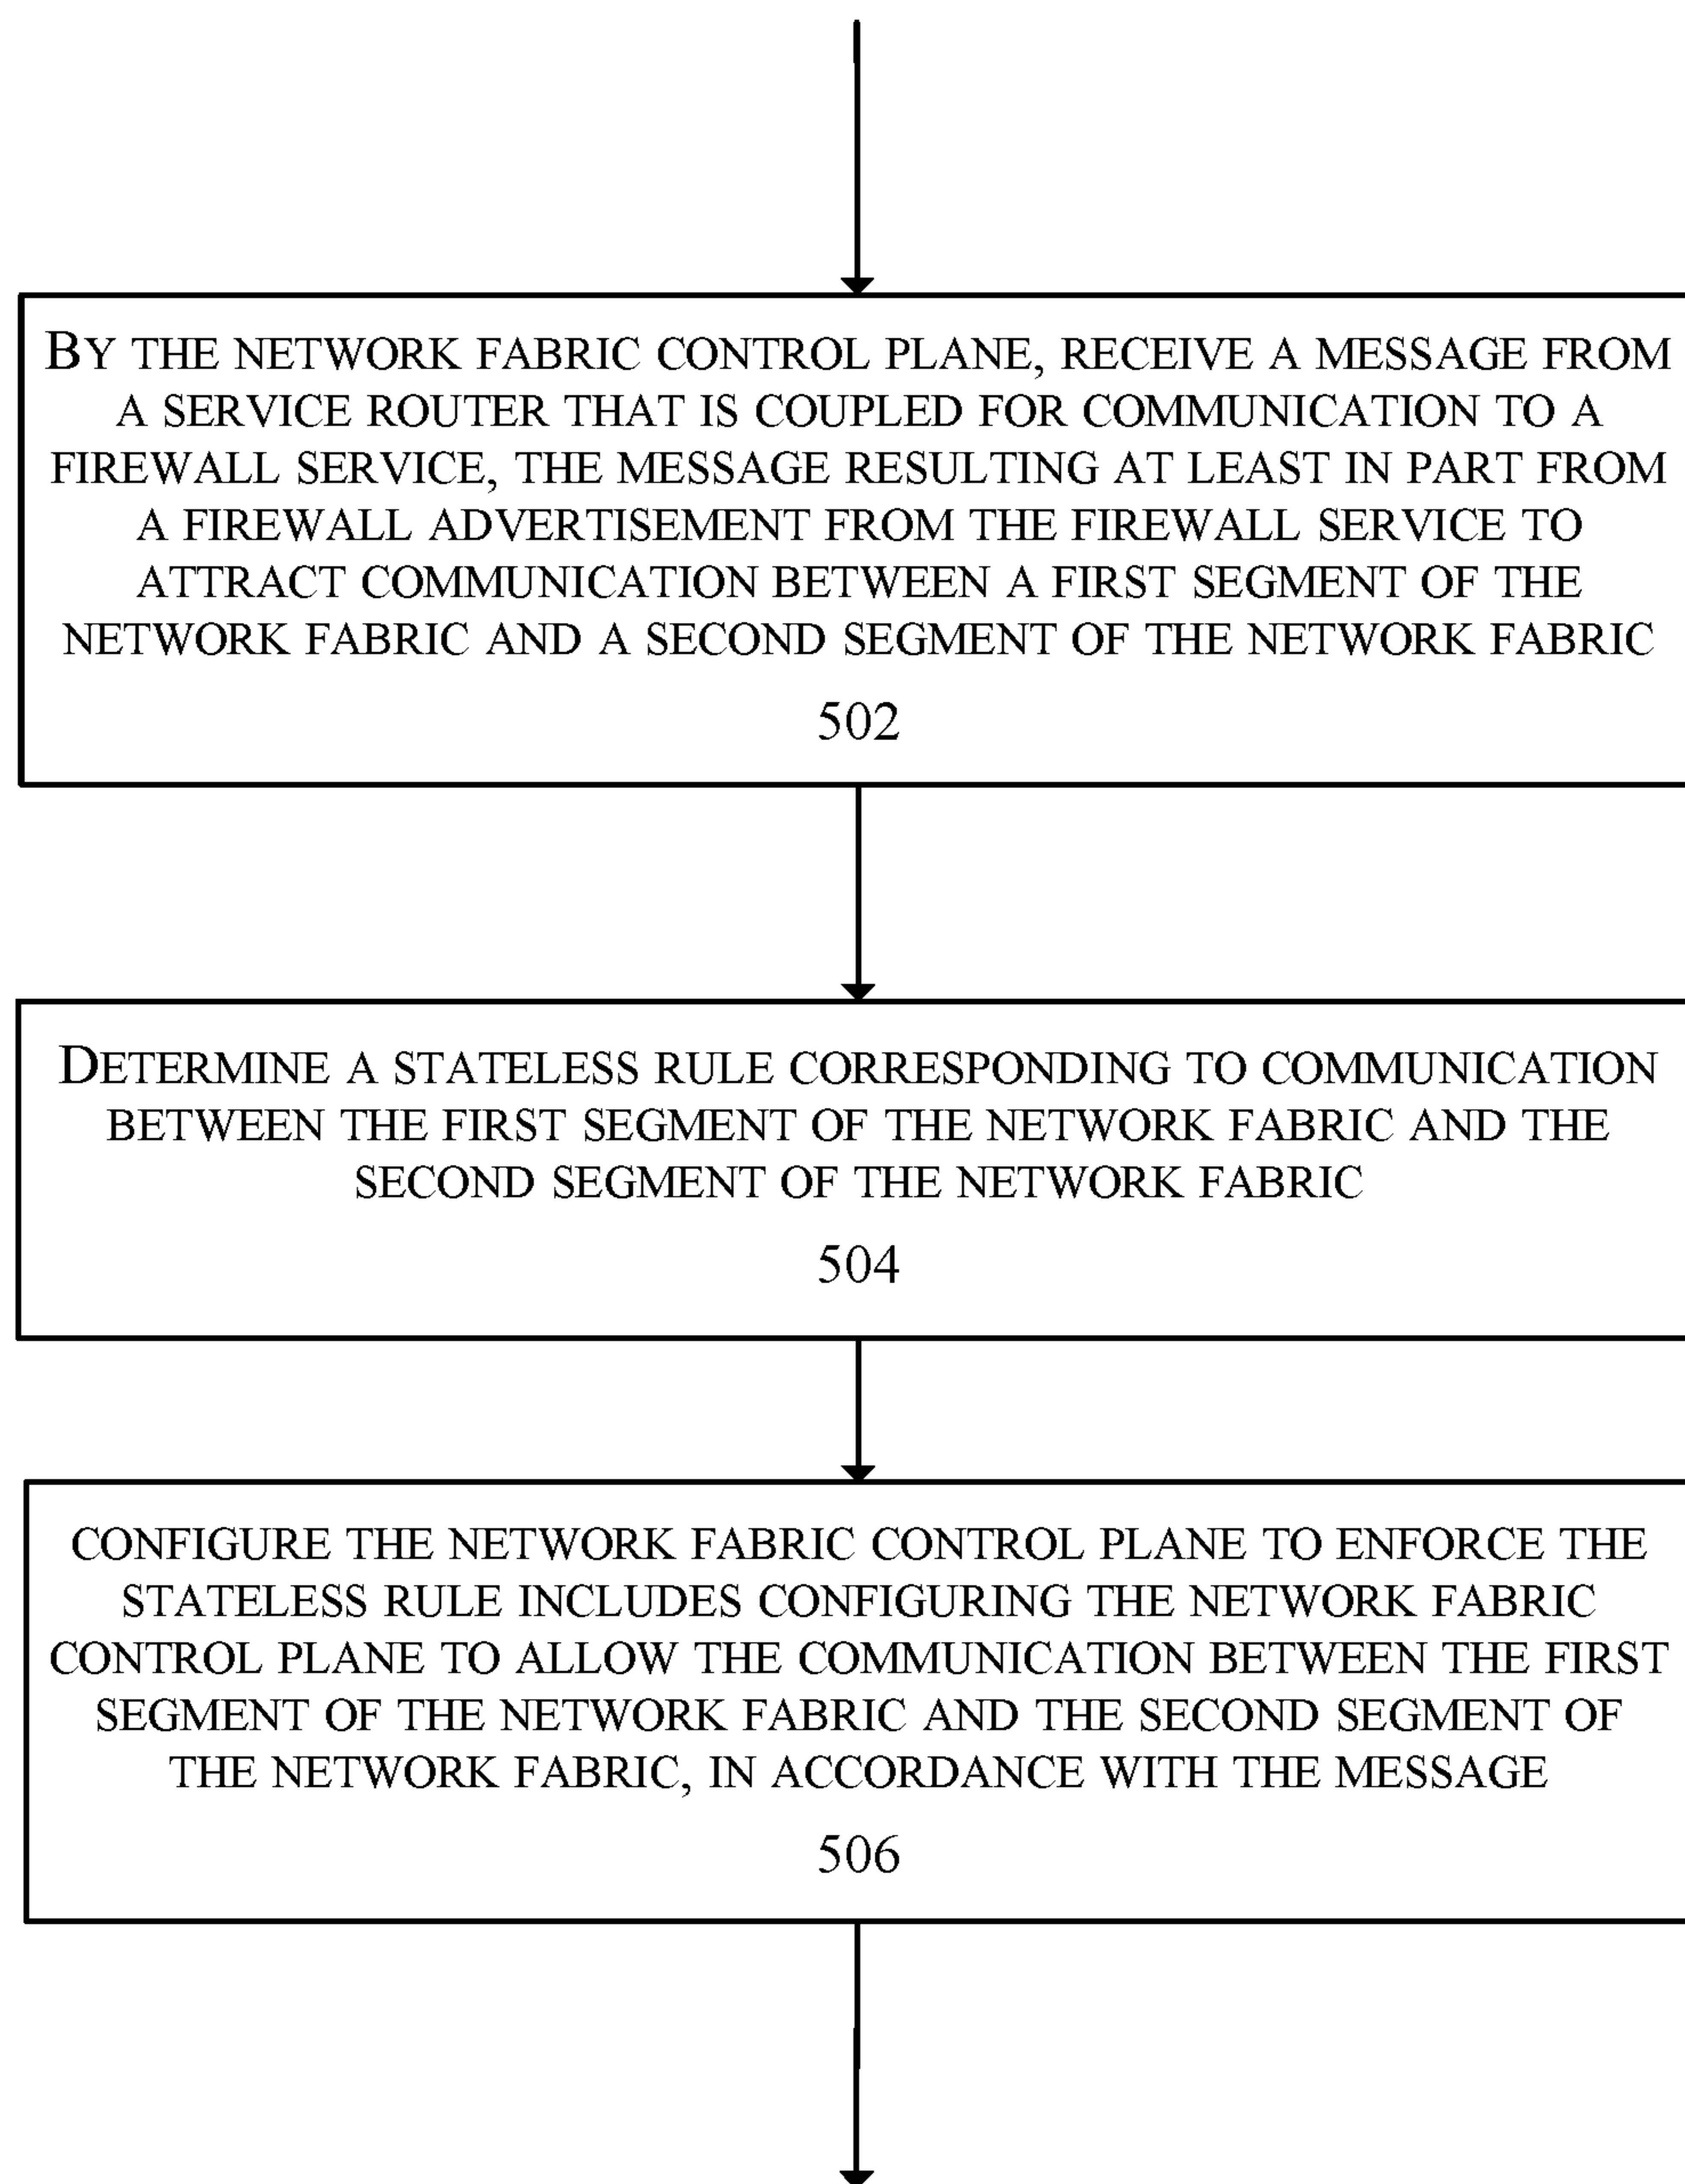 BY THE NETWORK FABRIC CONTROL PLANE, RECEIVE A MESSAGE FROM
A SERVICE ROUTER THAT IS COUPLED FOR COMMUNICATION TO A
FIREWALL SERVICE, THE MESSAGE RESULTING AT LEAST IN PART FROM
A FIREWALL ADVERTISEMENT FROM THE FIREWALL SERVICE TO
ATTRACT COMMUNICATION BETWEEN A FIRST SEGMENT OF THE
NETWORK FABRIC AND A SECOND SEGMENT OF THE NETWORK FABRIC
502
DETERMINE A STATELESS RULE CORRESPONDING TO COMMUNICATION
BETWEEN THE FIRST SEGMENT OF THE NETWORK FABRIC AND THE
SECOND SEGMENT OF THE NETWORK FABRIC
504
CONFIGURE THE NETWORK FABRIC CONTROL PLANE TO ENFORCE THE
STATELESS RULE INCLUDES CONFIGURING THE NETWORK FABRIC
CONTROL PLANE TO ALLOW THE COMMUNICATION BETWEEN THE FIRST
SEGMENT OF THE NETWORK FABRIC AND THE SECOND SEGMENT OF
THE NETWORK FABRIC, IN ACCORDANCE WITH THE MESSAGE
506